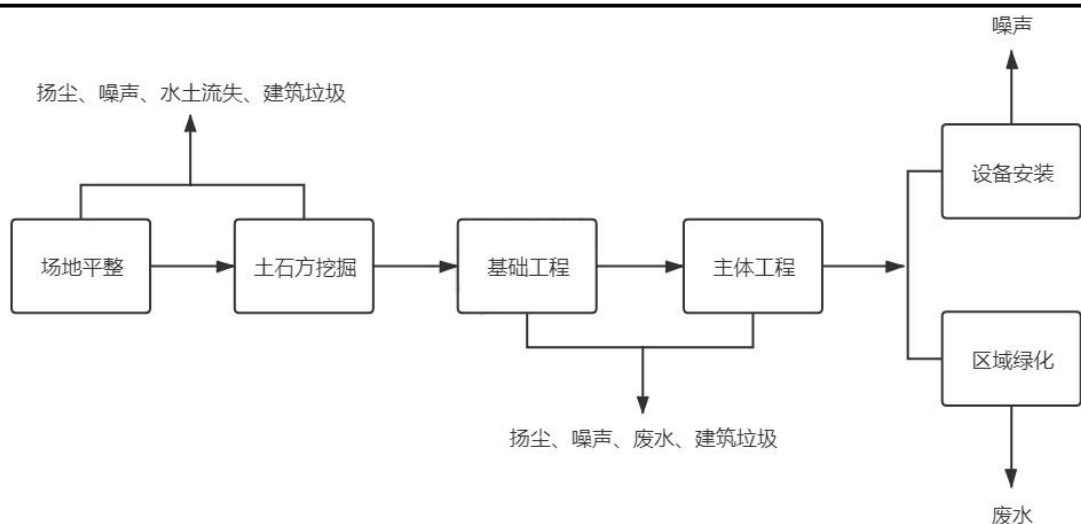 噪声
扬尘、噪声、水土流失、建筑垃圾
设备安装
场地平整
土石方挖掘
基础工程
主体工程
区域绿化
扬尘、噪声、废水、建筑垃圾
废水